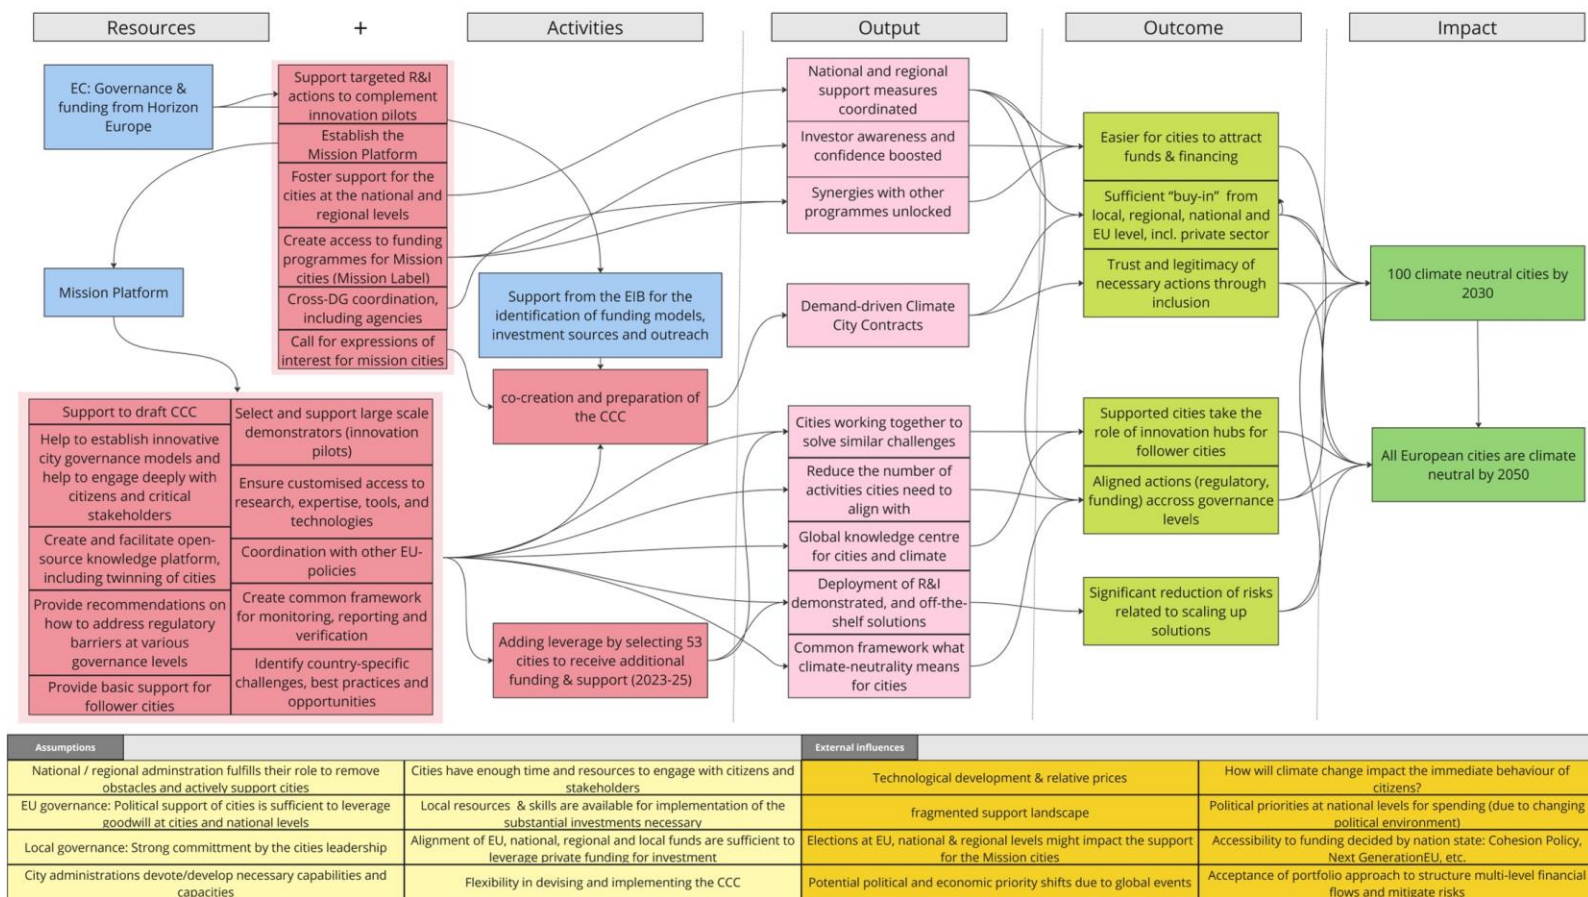 Resources
+
Activities
Output
Outcome
Impact
EC: Governance &
funding from Horizon
Europe
Mission Platform
Support targeted R&I
actions to complement
innovation pilots
Establish the
Mission Platform
Foster support for the
cities at the national and
regional levels
Create access to funding
programmes for Mission
cities (Mission Label)
Cross-DG coordination,
including agencies
Call for expressions of
interest for mission cities
Support to draft CCC
Help to establish innovative
city governance models and
help to engage deeply with
citizens and critical
stakeholders
Create and facilitate open-
source knowledge platform,
including twinning of cities
Provide recommendations on
how to address regulatory
barriers at various
governance levels
Provide basic support for
follower cities
Select and support large scale
demonstrators (innovation
pilots)
Ensure customised access to
research, expertise, tools, and
technologies
Coordination with other EU-
policies
Create common framework
for monitoring, reporting and
verification
Identify country-specific
challenges, best practices and
opportunities
Support from the EIB for the
identification of funding models,
investment sources and outreach
co-creation and preparation of
the CCC
Adding leverage by selecting 53
cities to receive additional
funding & support (2023-25)
National and regional
support measures
coordinated
Investor awareness and
confidence boosted
Synergies with other
programmes unlocked
Demand-driven Climate
City Contracts
Cities working together to
solve similar challenges
Reduce the number of
activities cities need to
align with
Global knowledge centre
for cities and climate
Deployment of R&I
demonstrated, and off-the-
shelf solutions
Common framework what
climate-neutrality means
for cities
Easier for cities to attract
funds & financing
Sufficient “buy-in” from
local, regional, national and
EU level, incl. private sector
Trust and legitimacy of
necessary actions through
inclusion
Supported cities take the
role of innovation hubs for
follower cities
Aligned actions (regulatory,
funding) accross governance
levels
Significant reduction of risks
related to scaling up
solutions
100 climate neutral cities by
2030
All European cities are climate
neutral by 2050
Assumptions
National / regional adminstration fulfills their role to remove
obstacles and actively support cities
EU governance: Political support of cities is sufficient to leverage
goodwill at cities and national levels
Local governance: Strong commitment by the cities leadership
City administrations devote/develop necessary capabilities and
capacities
Cities have enough time and resources to engage with citizens and
stakeholders
Local resources & skills are available for implementation of the
substantial investments necessary
Alignment of EU, national, regional and local funds are sufficient to
leverage private funding for investment
Flexibility in devising and implementing the CCC
External influences
Technological development & relative prices
fragmented support landscape
Elections at EU, national & regional levels might impact the support
for the Mission cities
Potential political and economic priority shifts due to global events
How will climate change impact the immediate behaviour of
citizens?
Political priorities at national levels for spending (due to changing
political environment)
Accessibility to funding decided by nation state: Cohesion Policy,
Next GenerationEU, etc.
Acceptance of portfolio approach to structure multi-level financial
flows and mitigate risks